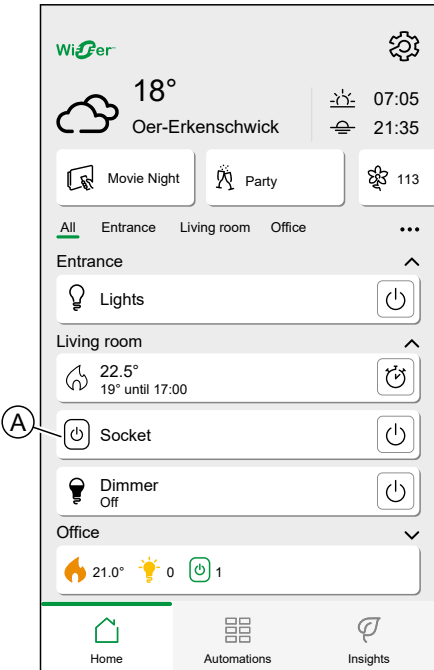 Wiser
18°
07:05
Oer-Erkenschwick
21:35
Movie Night
Party
113
All Entrance Living room Office
Entrance
Lights
Living room
22.5°
19° until 17:00
A
Socket
Dimmer
Off
Office
21.0° 0 1
Home Automations Insights